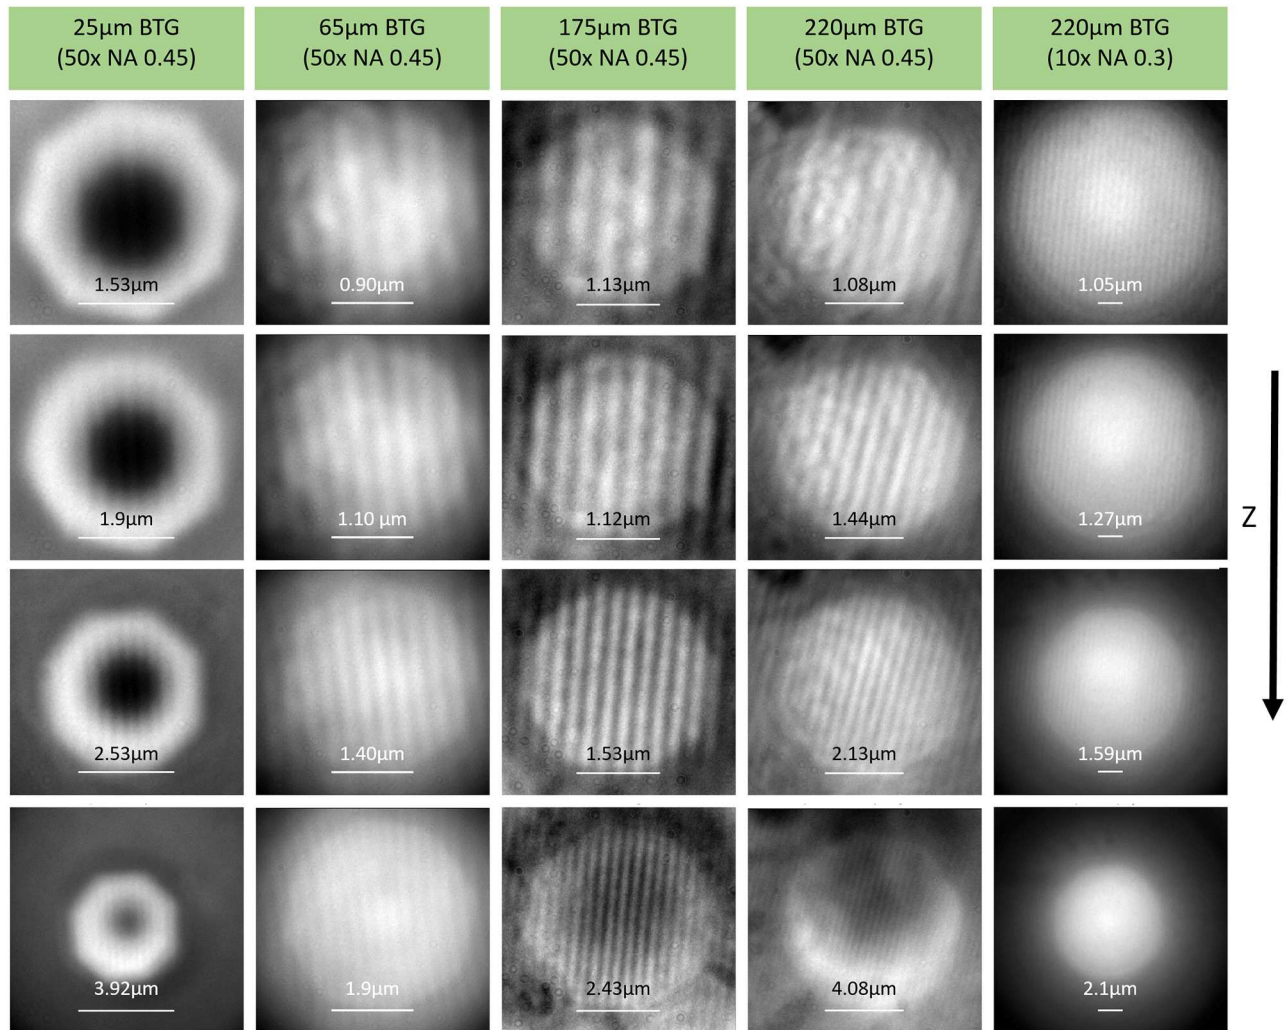 25µm BTG
(50x NA 0.45)
65µm BTG
(50x NA 0.45)
175µm BTG
(50x NA 0.45)
220µm BTG
(50x NA 0.45)
220µm BTG
(10x NA 0.3)
1.53µm
0.90µm
1.13µm
1.08µm
1.05µm
1.9µm
1.10 µm
1.12µm
1.44µm
1.27µm
Z
2.53µm
1.40µm
1.53µm
2.13µm
1.59µm
3.92µm
1.9µm
2.43µm
4.08µm
2.1µm